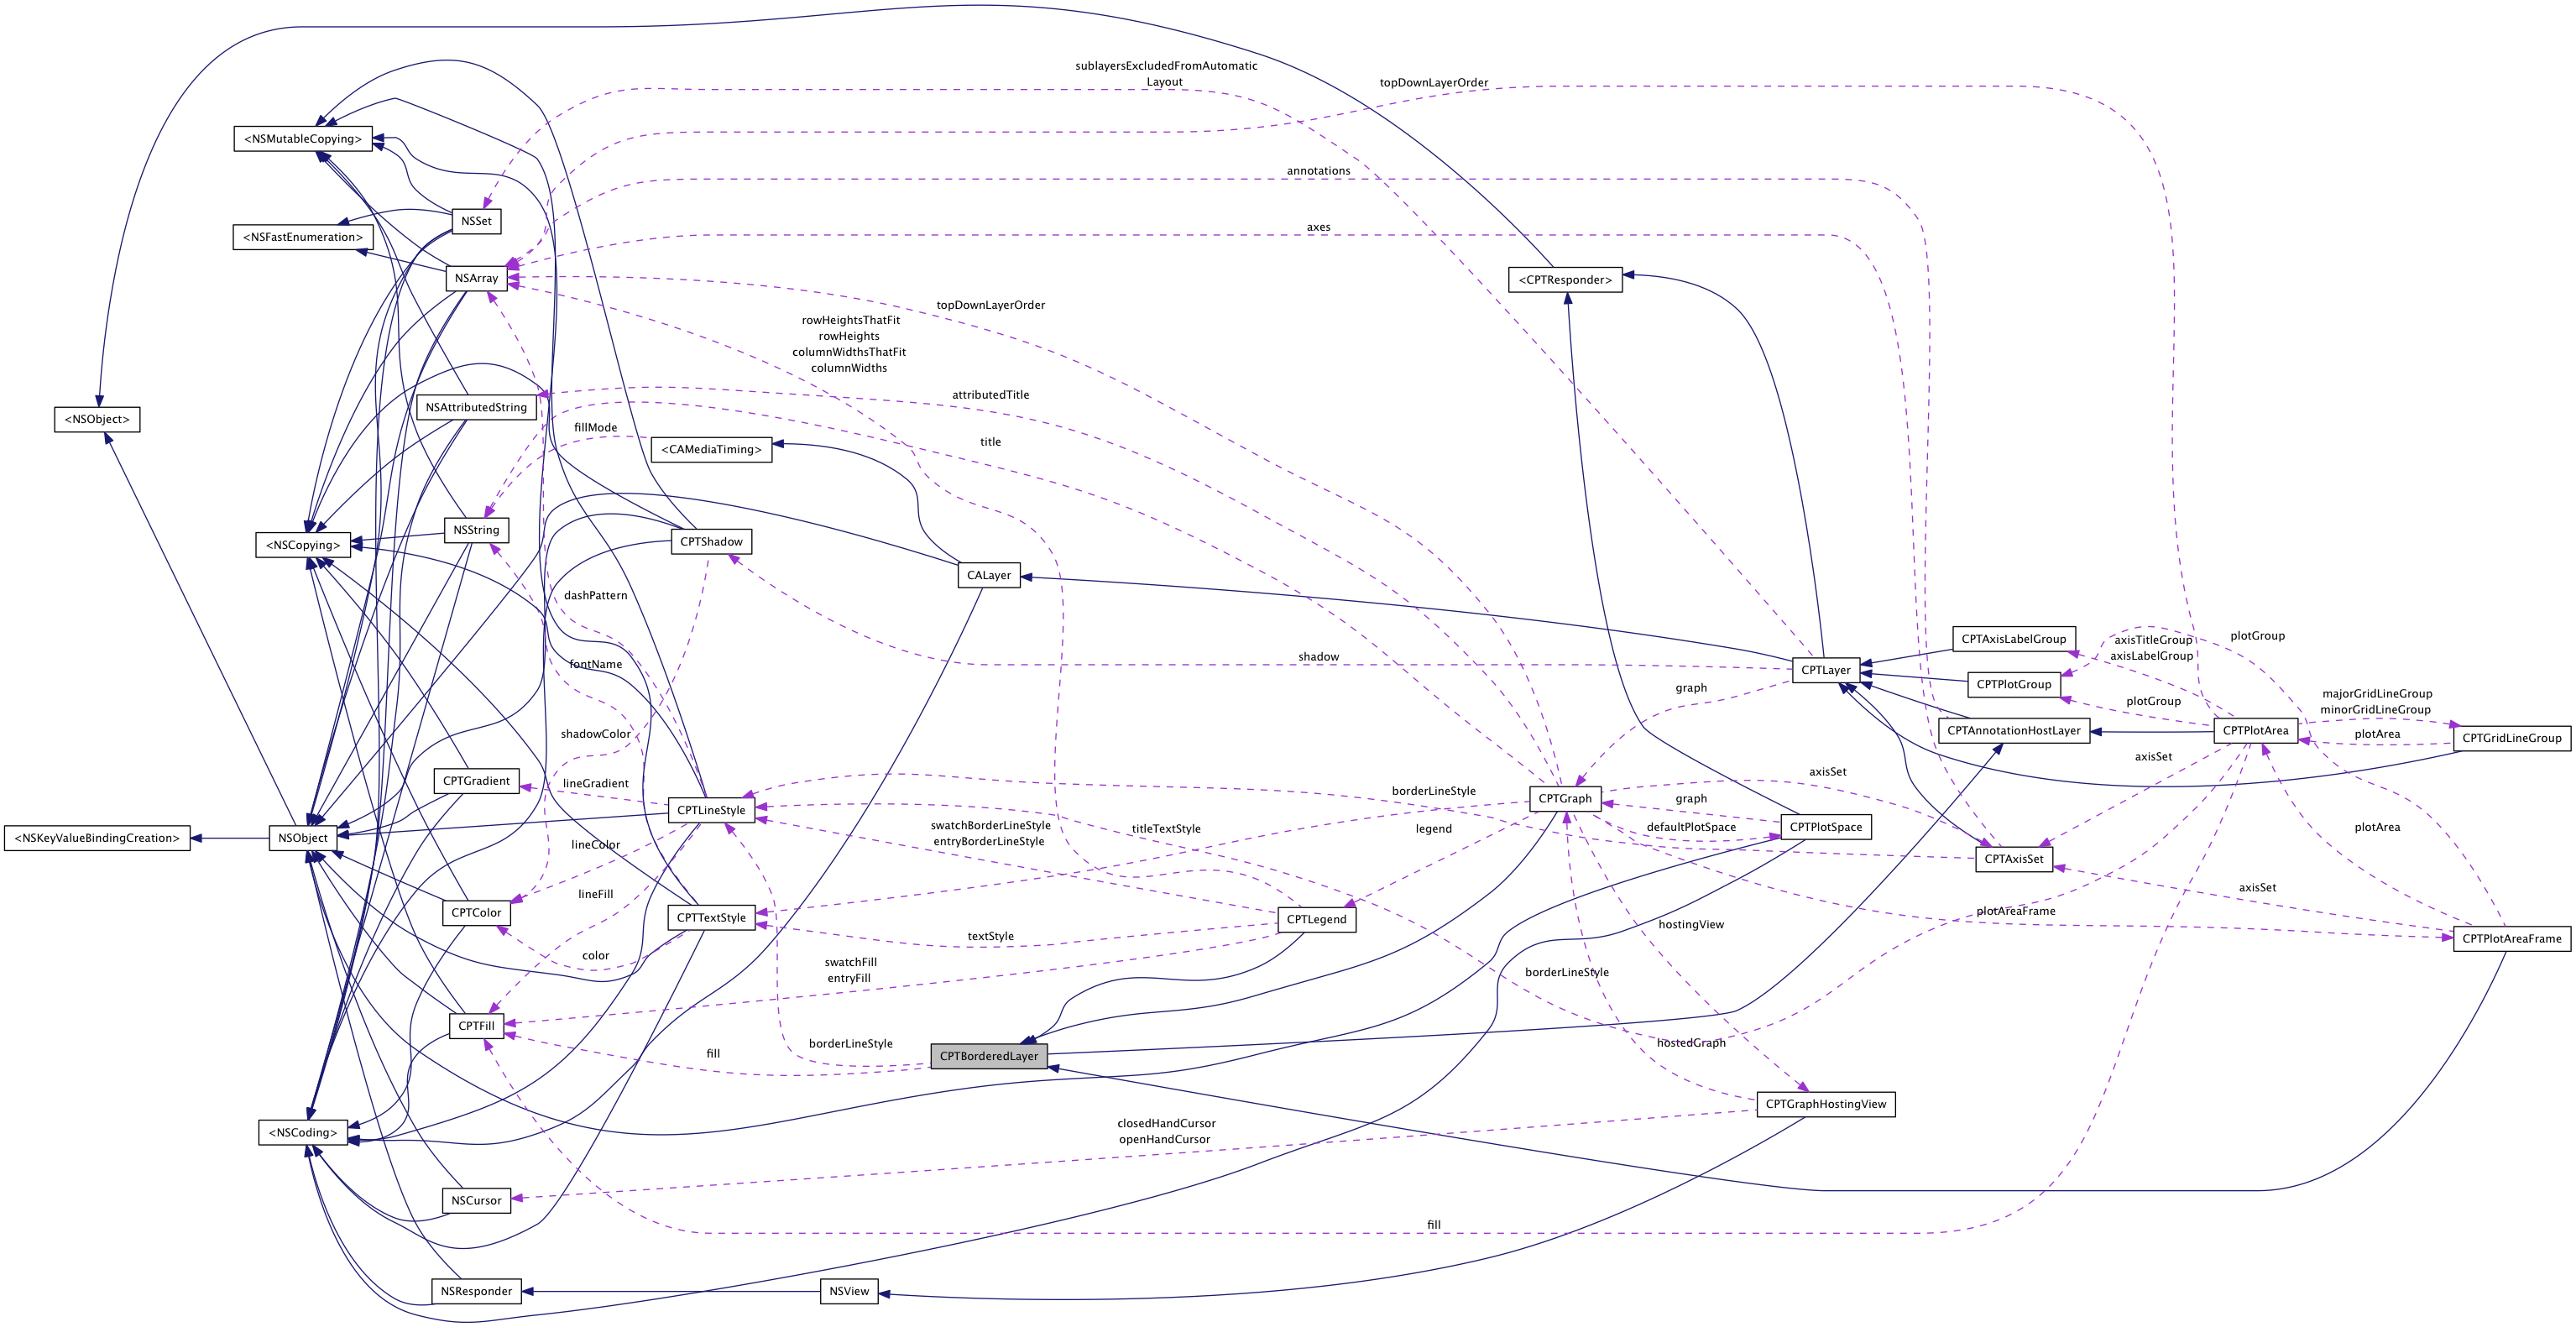 sublayersExcludedFromAutomatic
Layout
topDownLayerOrder
<NSMutableCopying>
annotations
NSSet
axes
<NSFastEnumeration>
NSArray
<CPTResponder>
topDownLayerOrder
rowHeightsThatFit
rowHeights
columnWidthsThatFit
columnWidths
attributedTitle
NSAttributedString
<NSObject>
fillMode
<CAMediaTiming>
title
NSString
<NSCopying>
CPTShadow
CALayer
dashPattern
fontName
shadow
CPTAxisLabelGroup
axisTitleGroup
axisLabelGroup
plotGroup
CPTLayer
graph
CPTPlotGroup
plotGroup
majorGridLineGroup
minorGridLineGroup
CPTAnnotationHostLayer
CPTPlotArea
plotArea
CPTGridLineGroup
shadowColor
axisSet
axisSet
CPTGradient
lineGradient
borderLineStyle
CPTGraph
graph
CPTLineStyle
swatchBorderLineStyle
entryBorderLineStyle
titleTextStyle
legend
defaultPlotSpace
CPTPlotSpace
plotArea
<NSKeyValueBindingCreation>
NSObject
lineColor
CPTAxisSet
axisSet
lineFill
CPTColor
CPTTextStyle
CPTLegend
plotAreaFrame
hostingView
textStyle
CPTPlotAreaFrame
color
swatchFill
entryFill
borderLineStyle
CPTFill
borderLineStyle
hostedGraph
fill
CPTBorderedLayer
CPTGraphHostingView
closedHandCursor
openHandCursor
<NSCoding>
NSCursor
fill
NSResponder
NSView